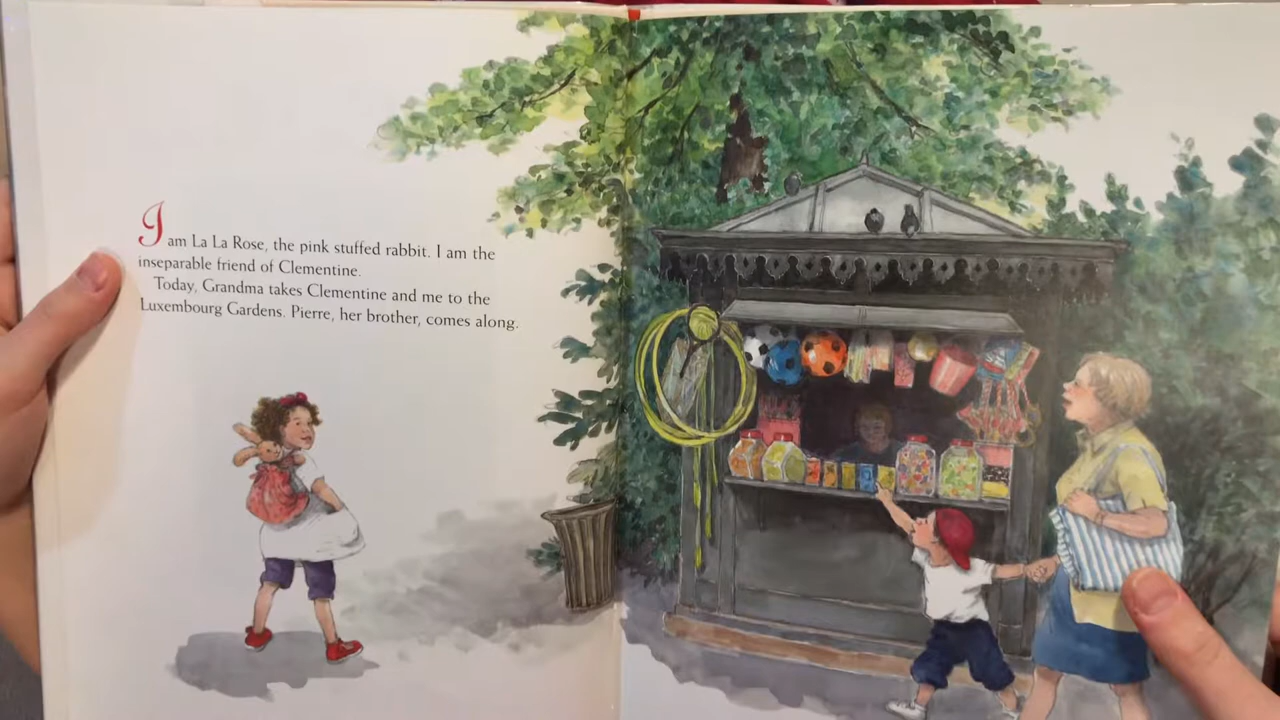 I am La La Rose, the pink stuffed rabbit. I am the
inseparable friend of Clementine.
Today, Grandma takes Clementine and me to the
Luxembourg Gardens. Pierre, her brother, comes along.